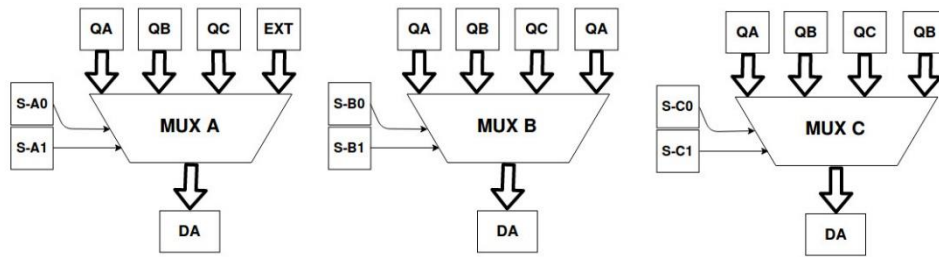 QA QB QC EXT
S-A0
S-A1
MUX A
DA
QA QB QC QA
S-B0
S-B1
MUX B
DA
QA QB QC QB
S-C0
S-C1
MUX C
DA